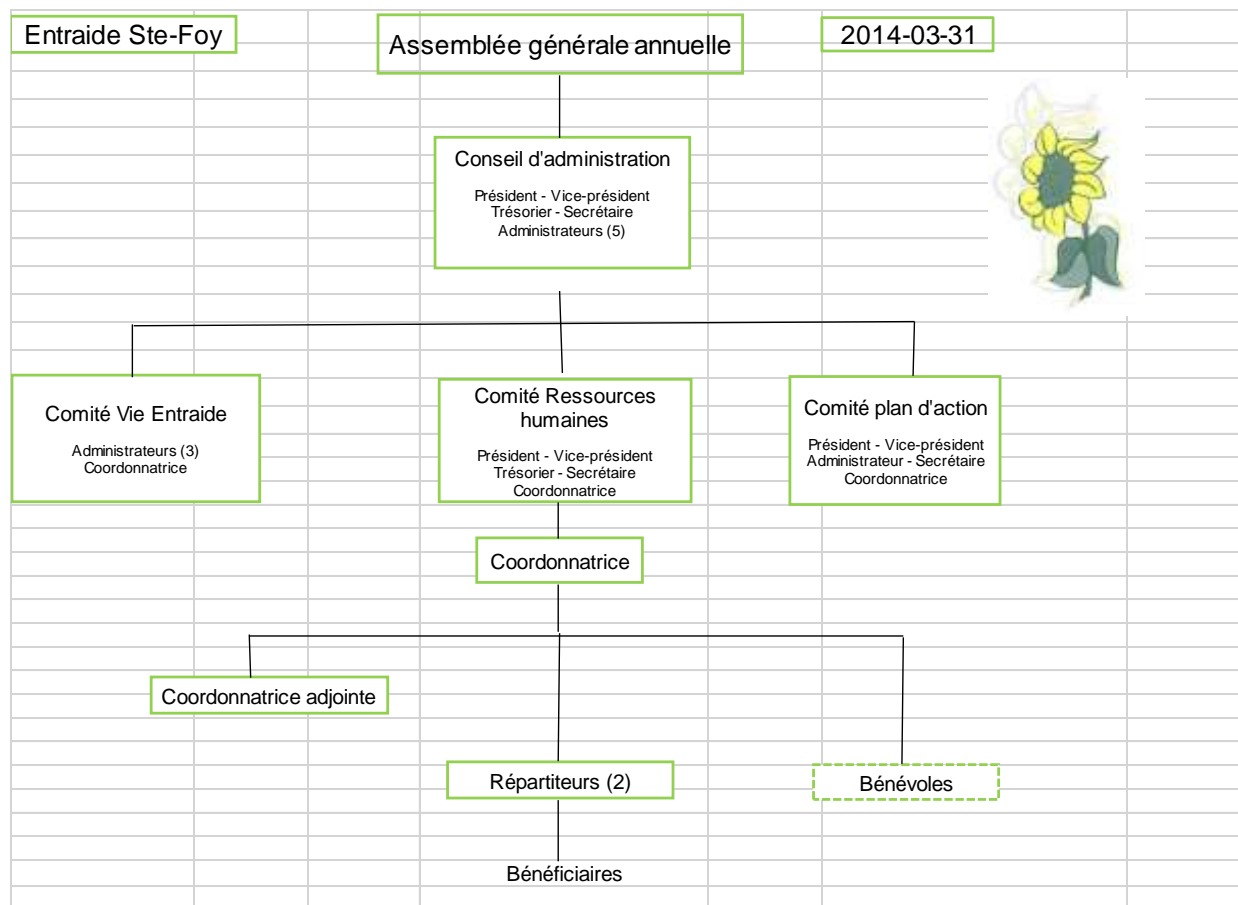 Entraide Ste-Foy
Assemblée générale annuelle
2014-03-31
Conseil d'administration
Président - Vice-président
Trésorier - Secrétaire
Administrateurs (5)
Comité Vie Entraide
Administrateurs (3)
Coordonnatrice
Comité Ressources
humaines
Président - Vice-président
Trésorier - Secrétaire
Coordonnatrice
Comité plan d'action
Président - Vice-président
Administrateur - Secrétaire
Coordonnatrice
Coordonnatrice
Coordonnatrice adjointe
Répartiteurs (2)
Bénévoles
Bénéficiaires